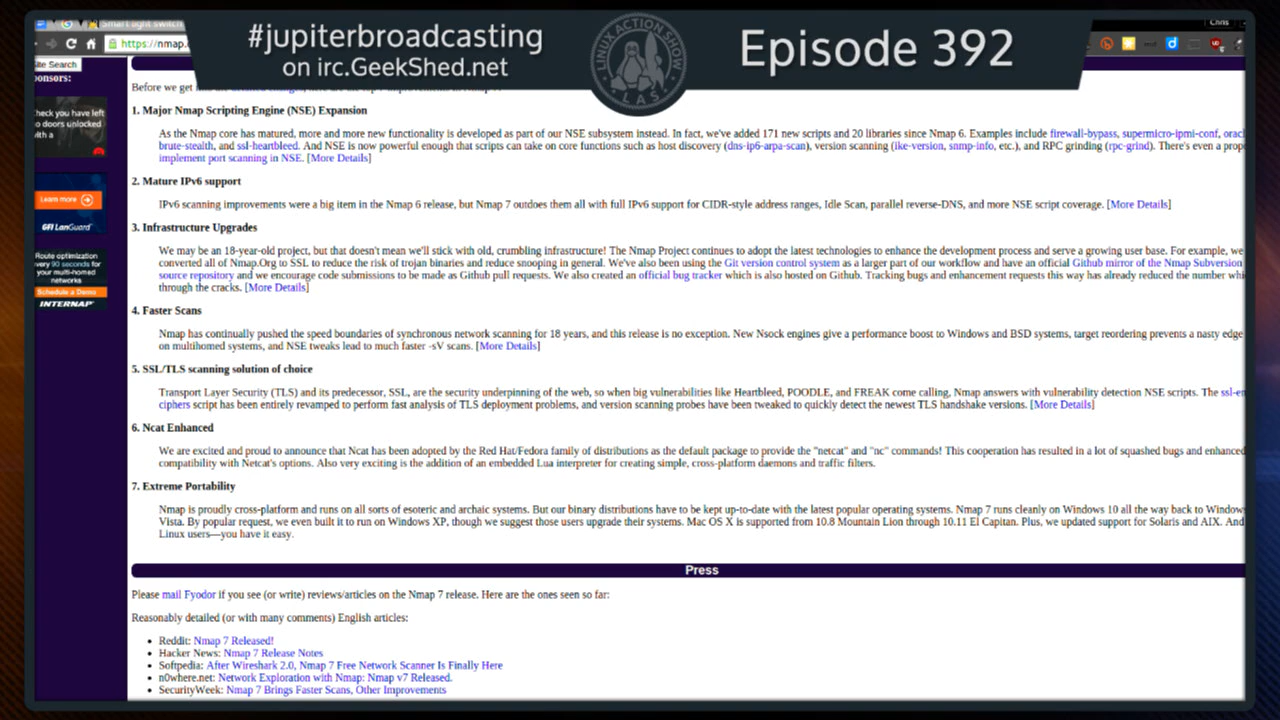 #jupiterbroadcasting
on irc.GeekShed.net
LINUX ACTION SHOW
L.A.S.
Episode 392
Smart light switch
Chris
https://nmap.
Site Search
Before we get
1. Major Nmap Scripting Engine (NSE) Expansion
As the Nmap core has matured, more and more new functionality is developed as part of our NSE subsystem instead. In fact, we've added 171 new scripts and 20 libraries since Nmap 6. Examples include firewall-bypass, supermicro-ipmi-conf, oracl
brute-stealth, and ssl-heartbleed. And NSE is now powerful enough that scripts can take on core functions such as host discovery (dns-ip6-arpa-scan), version scanning (ike-version, snmp-info, etc.), and RPC grinding (rpc-grind). There's even a prop
implement port scanning in NSE. [More Details]
2. Mature IPv6 support
IPv6 scanning improvements were a big item in the Nmap 6 release, but Nmap 7 outdoes them all with full IPv6 support for CIDR-style address ranges, Idle Scan, parallel reverse-DNS, and more NSE script coverage. [More Details]
3. Infrastructure Upgrades
We may be an 18-year-old project, but that doesn't mean we'll stick with old, crumbling infrastructure! The Nmap Project continues to adopt the latest technologies to enhance the development process and serve a growing user base. For example, we
converted all of Nmap.Org to SSL to reduce the risk of trojan binaries and reduce snooping in general. We've also been using the Git version control system as a larger part of our workflow and have an official Github mirror of the Nmap Subversion
source repository and we encourage code submissions to be made as Github pull requests. We also created an official bug tracker which is also hosted on Github. Tracking bugs and enhancement requests this way has already reduced the number whi
through the cracks. [More Details]
4. Faster Scans
Nmap has continually pushed the speed boundaries of synchronous network scanning for 18 years, and this release is no exception. New Nsock engines give a performance boost to Windows and BSD systems, target reordering prevents a nasty edge
on multihomed systems, and NSE tweaks lead to much faster -sV scans. [More Details]
5. SSL/TLS scanning solution of choice
Transport Layer Security (TLS) and its predecessor, SSL, are the security underpinning of the web, so when big vulnerabilities like Heartbleed, POODLE, and FREAK come calling, Nmap answers with vulnerability detection NSE scripts. The ssl-en
ciphers script has been entirely revamped to perform fast analysis of TLS deployment problems, and version scanning probes have been tweaked to quickly detect the newest TLS handshake versions. [More Details]
6. Ncat Enhanced
We are excited and proud to announce that Ncat has been adopted by the Red Hat/Fedora family of distributions as the default package to provide the "netcat" and "nc" commands! This cooperation has resulted in a lot of squashed bugs and enhanced
compatibility with Netcat's options. Also very exciting is the addition of an embedded Lua interpreter for creating simple, cross-platform daemons and traffic filters.
7. Extreme Portability
Nmap is proudly cross-platform and runs on all sorts of esoteric and archaic systems. But our binary distributions have to be kept up-to-date with the latest popular operating systems. Nmap 7 runs cleanly on Windows 10 all the way back to Windows
Vista. By popular request, we even built it to run on Windows XP, though we suggest those users upgrade their systems. Mac OS X is supported from 10.8 Mountain Lion through 10.11 El Capitan. Plus, we updated support for Solaris and AIX. And
Linux users—you have it easy.
Press
Please mail Fyodor if you see (or write) reviews/articles on the Nmap 7 release. Here are the ones seen so far:
Reasonably detailed (or with many comments) English articles:
• Reddit: Nmap 7 Released!
• Hacker News: Nmap 7 Release Notes
• Softpedia: After Wireshark 2.0, Nmap 7 Free Network Scanner Is Finally Here
• n0where.net: Network Exploration with Nmap: Nmap v7 Released.
• SecurityWeek: Nmap 7 Brings Faster Scans, Other Improvements
onsors:
heck you have left
o doors unlocked
ith a
Learn more
GFI LanGuard
Route optimization
every 90 seconds for
your multi-homed
networks
Schedule a Demo
INTERNAP